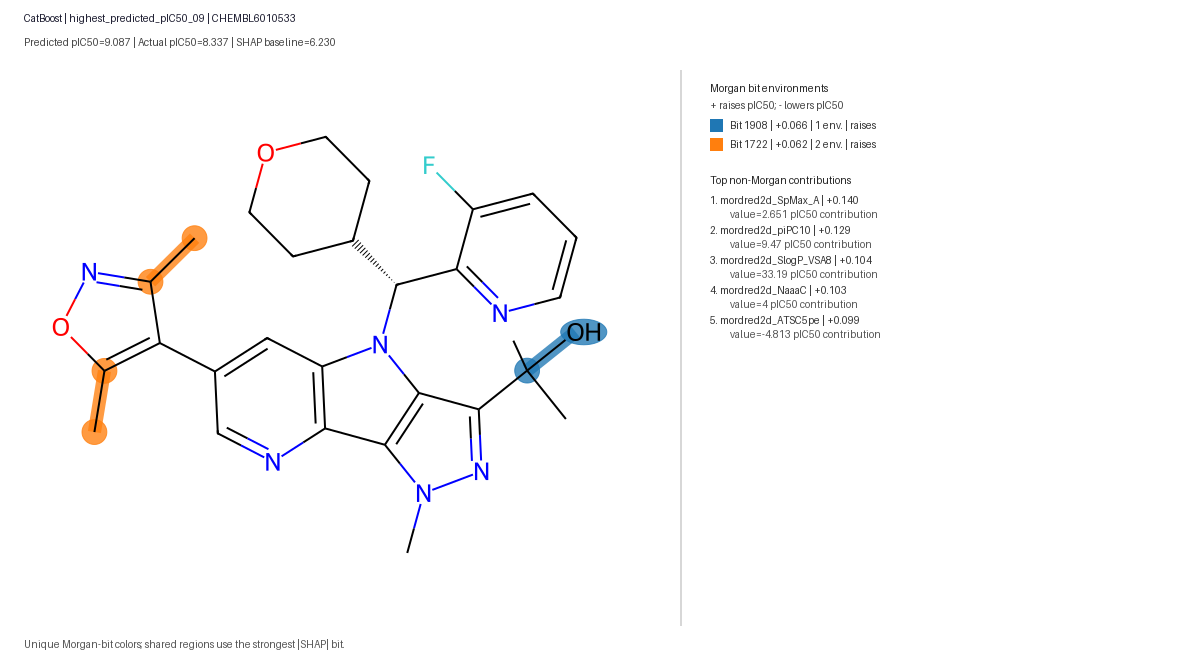 CatBoost | highest_predicted_pIC50_09 | CHEMBL6010533
Predicted pIC50=9.087 | Actual pIC50=8.337 | SHAP baseline=6.230
Morgan bit environments
+ raises pIC50; - lowers pIC50
Bit 1908 | +0.066 | 1 env. | raises
Bit 1722 | +0.062 | 2 env. | raises
Top non-Morgan contributions
1. mordred2d_SpMax_A | +0.140
value=2.651 pIC50 contribution
2. mordred2d_piPC10 | +0.129
value=9.47 pIC50 contribution
3. mordred2d_SlogP_VSA8 | +0.104
value=33.19 pIC50 contribution
4. mordred2d_NaaaC | +0.103
value=4 pIC50 contribution
5. mordred2d_ATSC5pe | +0.099
value=-4.813 pIC50 contribution
O
F
N
O
N
N
OH
N
N
N
Unique Morgan-bit colors; shared regions use the strongest |SHAP| bit.